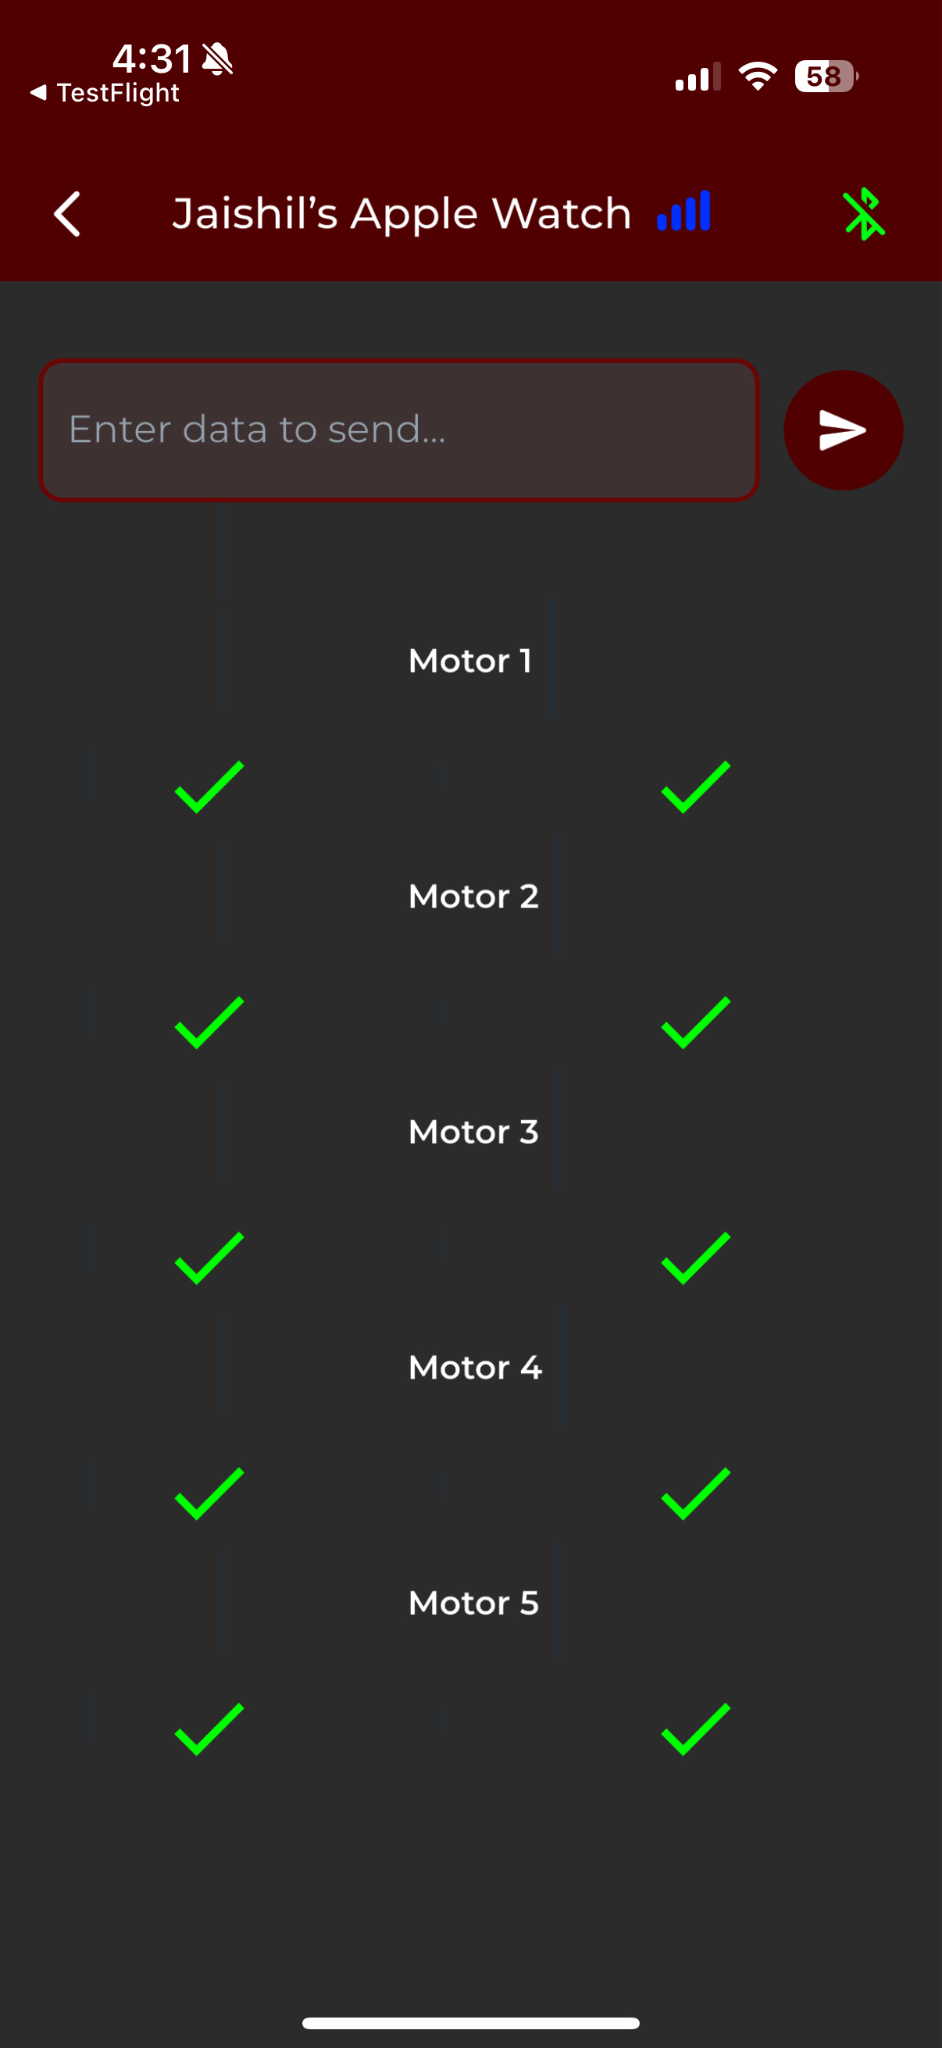 4:31
58
◀ TestFlight
Jaishil’s Apple Watch
Enter data to send...
Motor 1
Motor 2
Motor 3
Motor 4
Motor 5